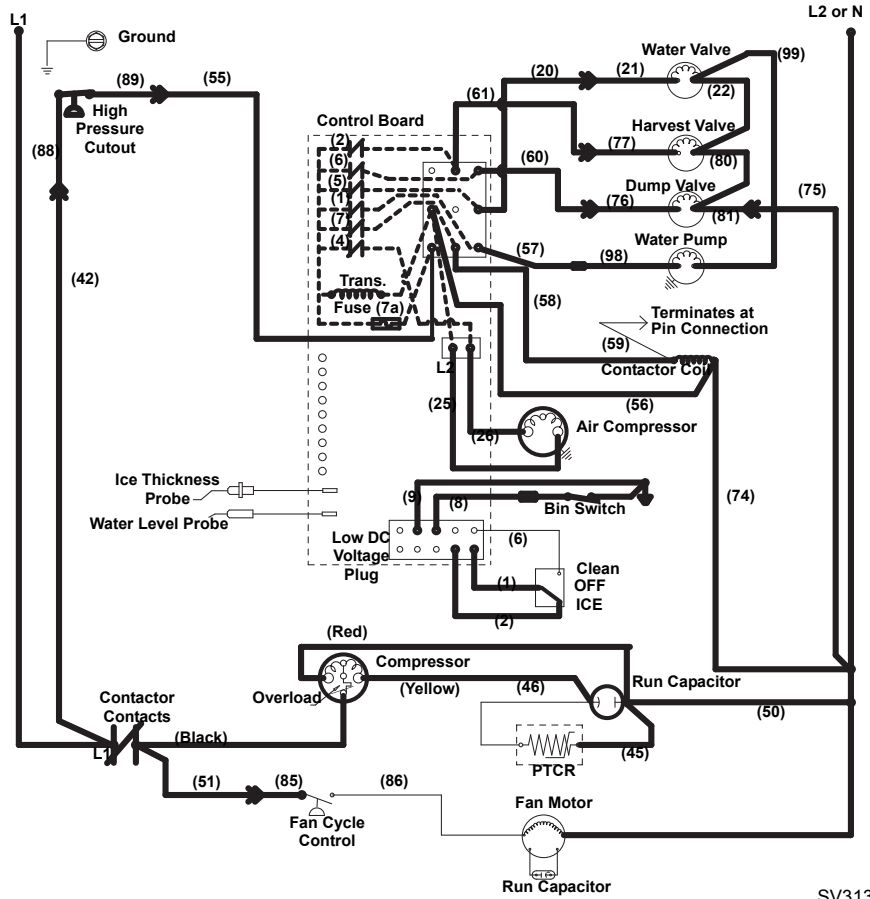 L1
L2 or N
Ground
(89)
(55)
High
Pressure
Cutout
(88)
(42)
Control Board
(2)
(6)
(5)
(1)
(7)
(4)
Trans.
Fuse (7a)
(61)
(20)
(21)
Water Valve
(99)
(22)
(77)
Harvest Valve
(80)
(60)
Dump Valve
(76)
(81)
(75)
(57)
(98)
Water Pump
(58)
Terminates at
Pin Connection
(59)
Contactor Coil
(56)
L2
(25)
(26)
Air Compressor
(74)
Ice Thickness
Probe
Water Level Probe
(9)
(8)
Bin Switch
Low DC
Voltage
Plug
(6)
(1)
(2)
Clean
OFF
ICE
(Red)
Compressor
(Yellow)
(46)
Run Capacitor
Overload
(50)
Contactor
Contacts
L1
(Black)
PTCR
(45)
(51)
(85)
(86)
Fan Cycle
Control
Fan Motor
Run Capacitor
SV313